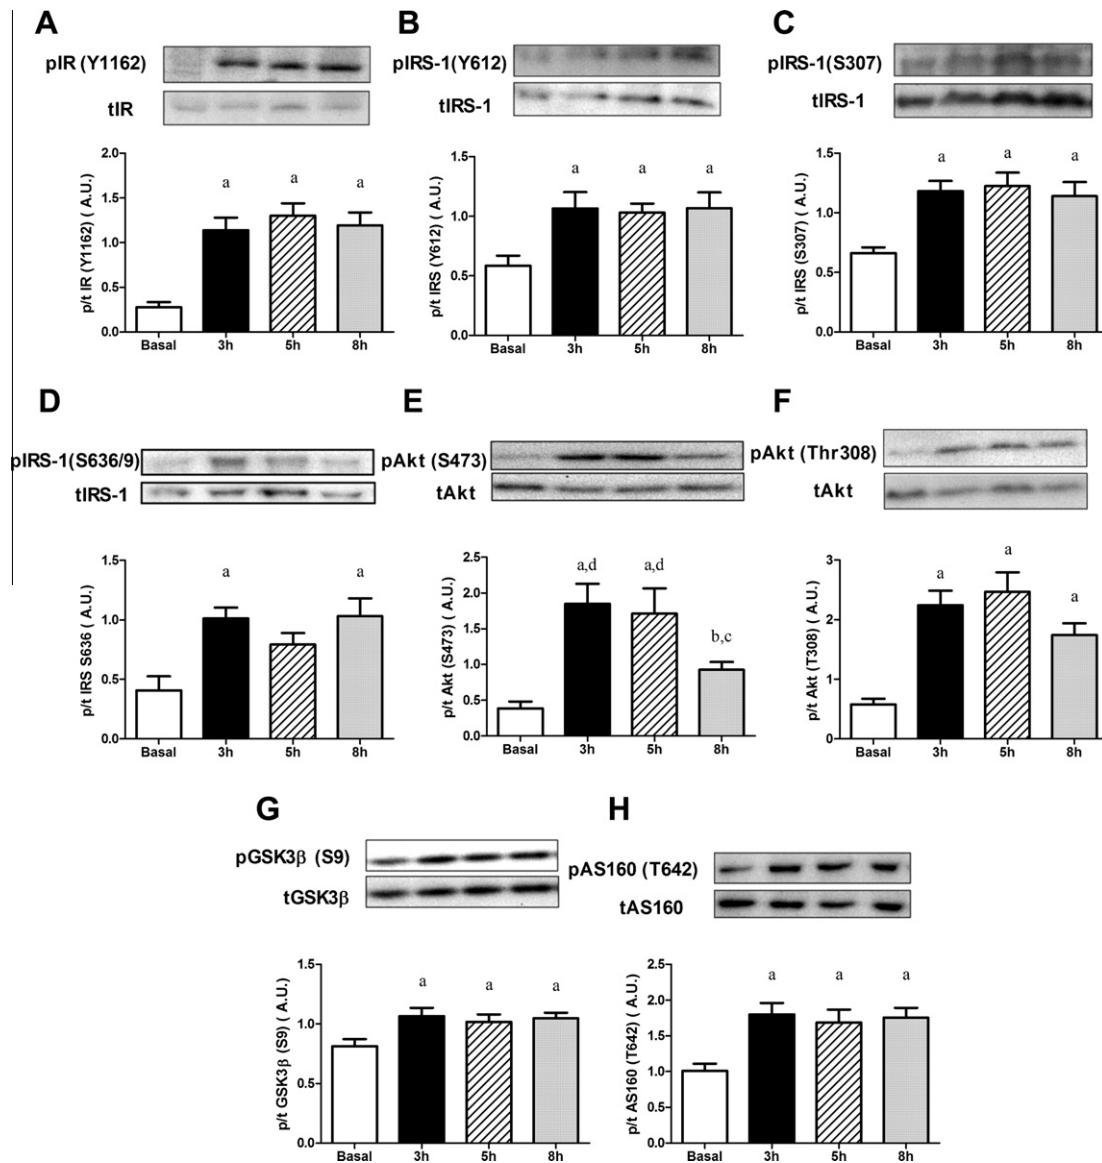 A
pIR (Y1162)
tIR
p/t IR (Y1162) ( A.U.)
2.0
1.5
1.0
0.5
0.0
a
a
a
Basal 3h 5h 8h
B
pIRS-1(Y612)
tIRS-1
p/t IRS (Y612) ( A.U.)
1.5
1.0
0.5
0.0
a
a
a
Basal 3h 5h 8h
C
pIRS-1(S307)
tIRS-1
p/t IRS (S307) ( A.U.)
1.5
1.0
0.5
0.0
a
a
a
Basal 3h 5h 8h
D
pIRS-1(S636/9)
tIRS-1
p/t IRS S636 ( A.U.)
1.5
1.0
0.5
0.0
a
a
Basal 3h 5h 8h
E
pAkt (S473)
tAkt
p/t Akt (S473) ( A.U.)
2.5
2.0
1.5
1.0
0.5
0.0
a,d
a,d
b,c
Basal 3h 5h 8h
F
pAkt (Thr308)
tAkt
p/t Akt (T308) ( A.U.)
3
2
1
0
a
a
a
Basal 3h 5h 8h
G
pGSK3β (S9)
tGSK3β
p/t GSK3β (S9) ( A.U.)
1.5
1.0
0.5
0.0
a
a
a
Basal 3h 5h 8h
H
pAS160 (T642)
tAS160
p/t AS160 (T642) ( A.U.)
2.5
2.0
1.5
1.0
0.5
0.0
a
a
a
Basal 3h 5h 8h